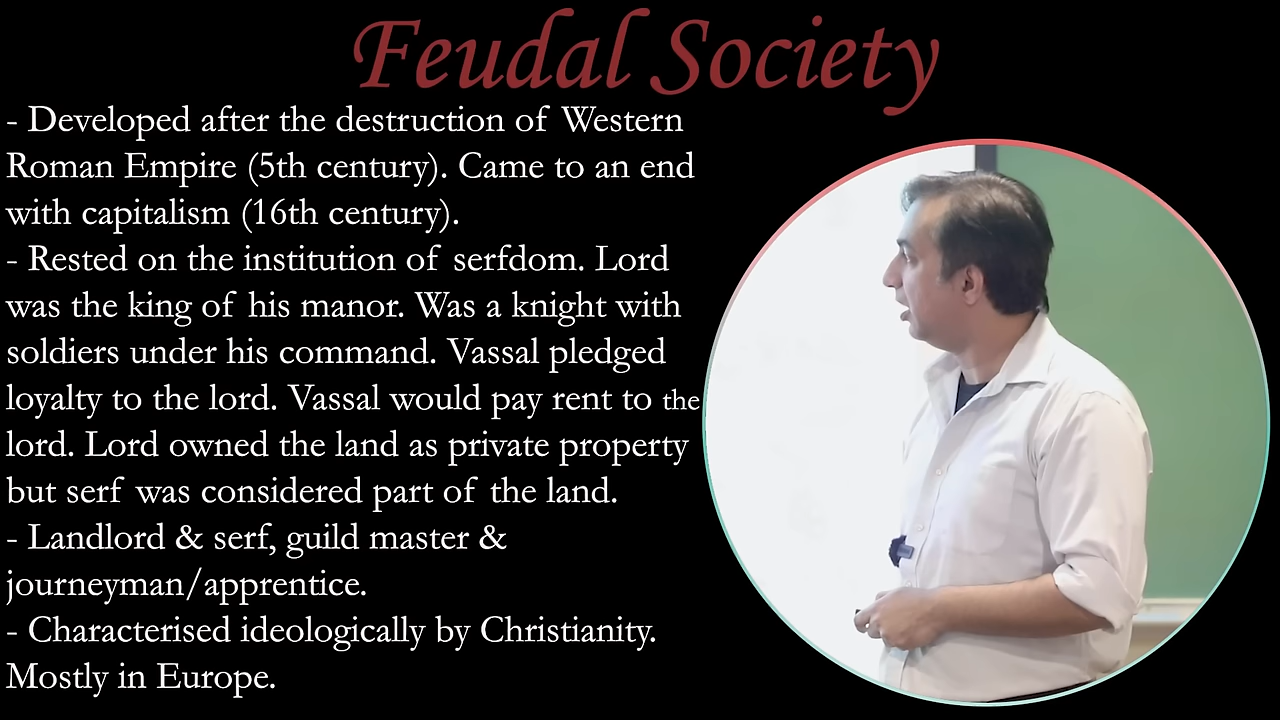 Feudal Society
- Developed after the destruction of Western
Roman Empire (5th century). Came to an end
with capitalism (16th century).
- Rested on the institution of serfdom. Lord
was the king of his manor. Was a knight with
soldiers under his command. Vassal pledged
loyalty to the lord. Vassal would pay rent to the
lord. Lord owned the land as private property
but serf was considered part of the land.
- Landlord & serf, guild master &
journeyman/apprentice.
- Characterised ideologically by Christianity.
Mostly in Europe.